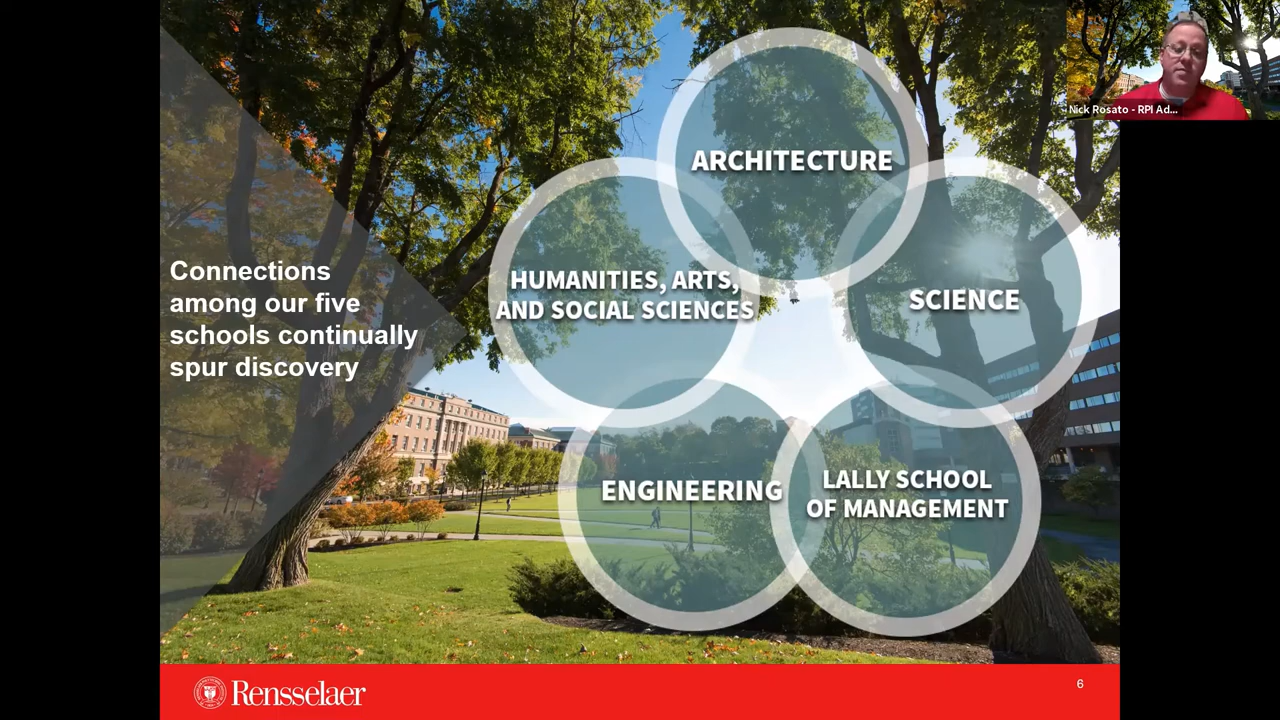 Nick Rosato - RPI Ad...
ARCHITECTURE
HUMANITIES, ARTS,
AND SOCIAL SCIENCES
SCIENCE
Connections
among our five
schools continually
spur discovery
ENGINEERING
LALLY SCHOOL
OF MANAGEMENT
Rensselaer
6